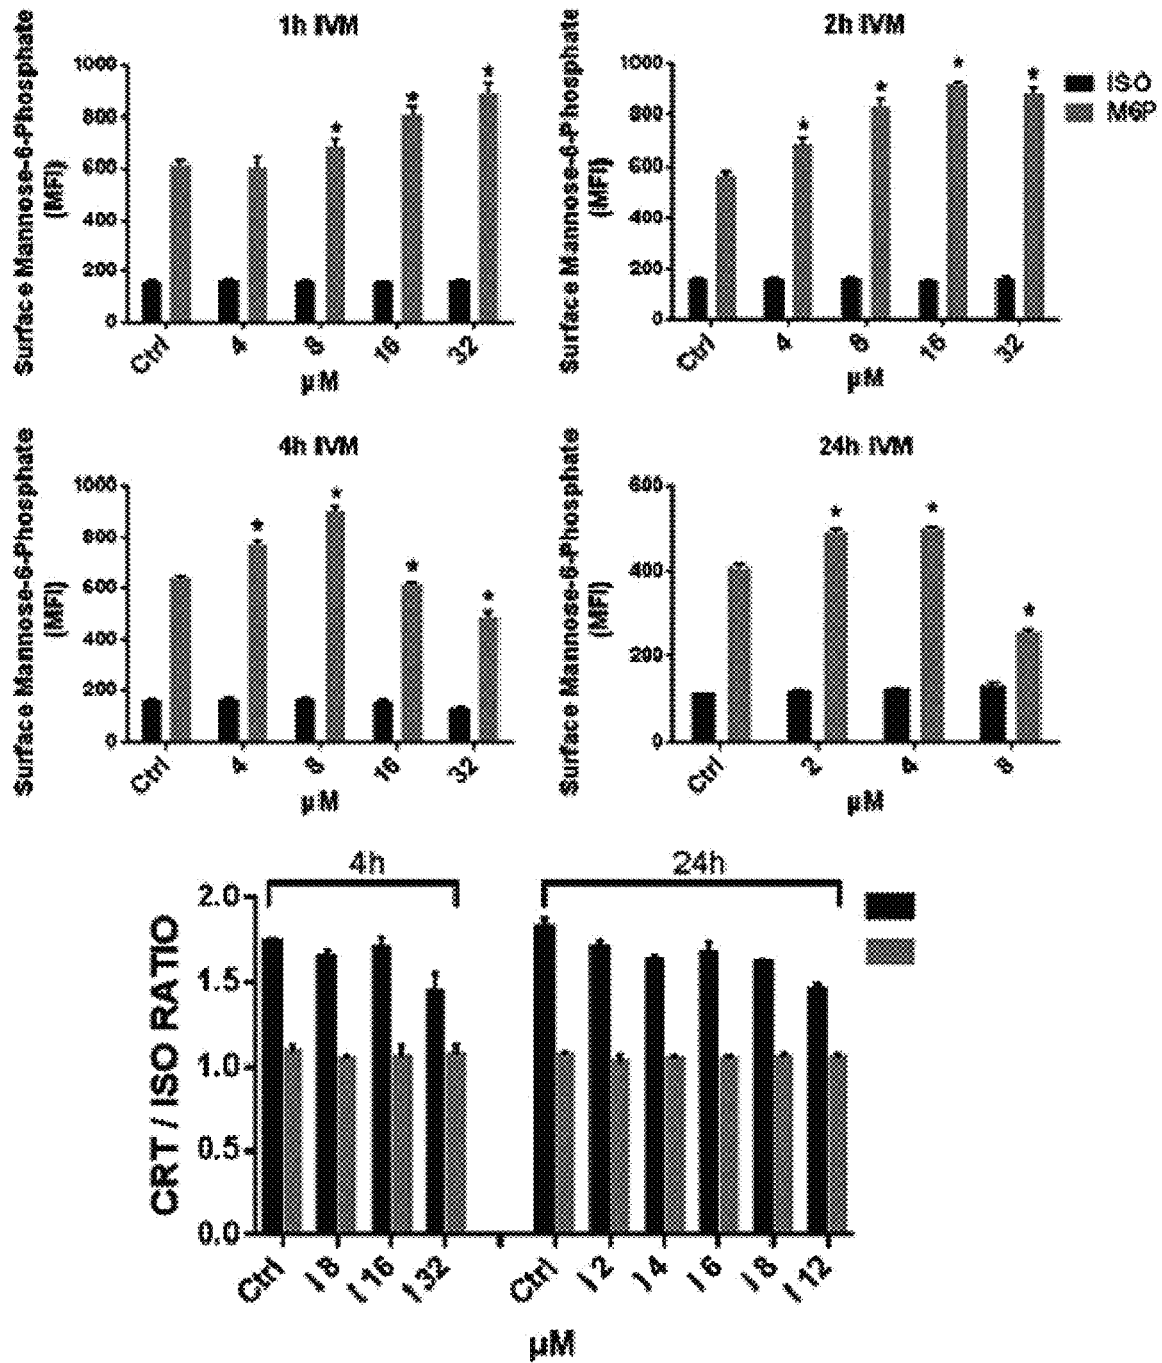 1h IVM
Surface Mannose-6-Phosphate
(MFI)
1000
800
600
400
200
0
Ctrl 4 8 16 32
µM
2h IVM
Surface Mannose-6-Phosphate
(MFI)
1000
800
600
400
200
0
Ctrl 4 8 16 32
µM
ISO
M6P
* * *
* * * *
4h IVM
Surface Mannose-6-Phosphate
(MFI)
1000
800
600
400
200
0
Ctrl 4 8 16 32
µM
* * * *
24h IVM
Surface Mannose-6-Phosphate
(MFI)
600
400
200
0
Ctrl 2 4 8
µM
* * *
4h 24h
CRT / ISO RATIO
2.0
1.5
1.0
0.5
0.0
Ctrl I 8 I 16 I 32 Ctrl I 2 I 4 I 6 I 8 I 12
µM